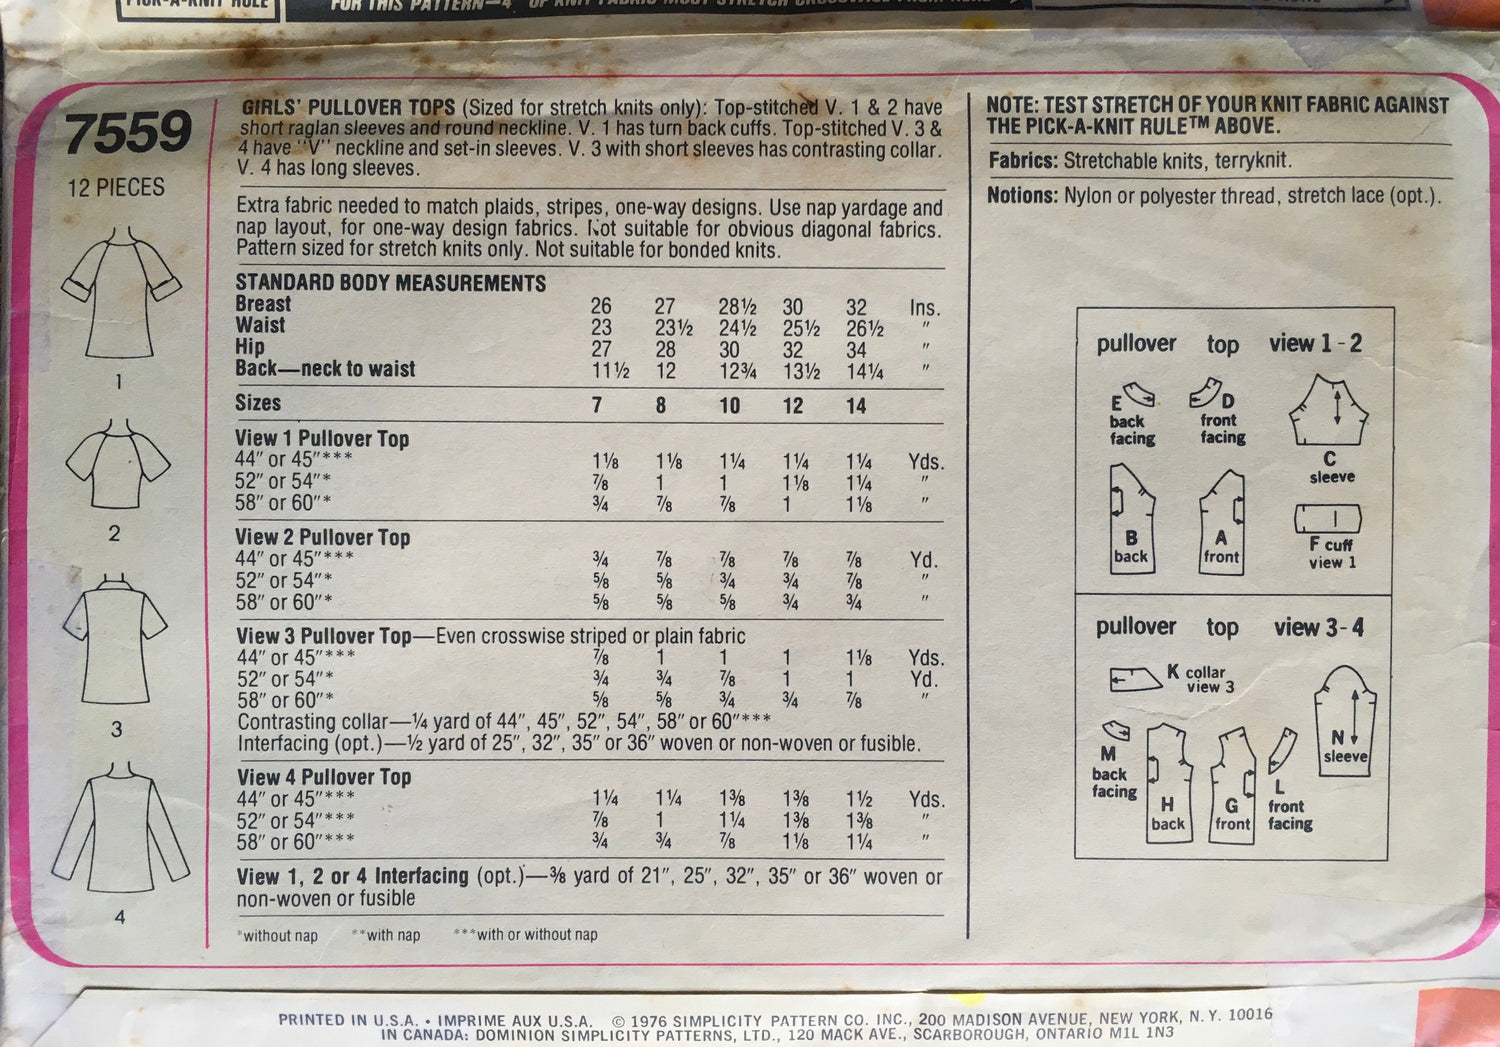 PICK-A-KNIT RULE
FOR THIS PATTERN—4" OF KNIT FABRIC MUST STRETCH CROSSWISE FROM HERE
7559
12 PIECES
1
2
3
4
GIRLS' PULLOVER TOPS (Sized for stretch knits only): Top-stitched V. 1 & 2 have
short raglan sleeves and round neckline. V. 1 has turn back cuffs. Top-stitched V. 3 &
4 have "V" neckline and set-in sleeves. V. 3 with short sleeves has contrasting collar.
V. 4 has long sleeves.
Extra fabric needed to match plaids, stripes, one-way designs. Use nap yardage and
nap layout, for one-way design fabrics. Not suitable for obvious diagonal fabrics.
Pattern sized for stretch knits only. Not suitable for bonded knits.
STANDARD BODY MEASUREMENTS
Breast 26 27 28½ 30 32 Ins.
Waist 23 23½ 24½ 25½ 26½ "
Hip 27 28 30 32 34 "
Back—neck to waist 11½ 12 12¾ 13½ 14¼ "
Sizes 7 8 10 12 14
View 1 Pullover Top
44" or 45"*** 1⅛ 1⅛ 1¼ 1¼ 1¼ Yds.
52" or 54"* ⅞ 1 1 1⅛ 1¼ "
58" or 60"* ¾ ⅞ ⅞ 1 1⅛ "
View 2 Pullover Top
44" or 45"*** ¾ ⅞ ⅞ ⅞ ⅞ Yd.
52" or 54"* ⅝ ⅝ ¾ ¾ ⅞ "
58" or 60"* ⅝ ⅝ ⅝ ¾ ¾ "
View 3 Pullover Top—Even crosswise striped or plain fabric
44" or 45"*** ⅞ 1 1 1 1⅛ Yds.
52" or 54"* ¾ ¾ ⅞ 1 1 Yd.
58" or 60"* ⅝ ⅝ ¾ ¾ ⅞ "
Contrasting collar—¼ yard of 44", 45", 52", 54", 58" or 60"***
Interfacing (opt.)—½ yard of 25", 32", 35" or 36" woven or non-woven or fusible.
View 4 Pullover Top
44" or 45"*** 1¼ 1¼ 1⅜ 1⅜ 1½ Yds.
52" or 54"*** ⅞ 1 1¼ 1⅜ 1⅜ "
58" or 60"*** ¾ ¾ ⅞ 1⅛ 1¼ "
View 1, 2 or 4 Interfacing (opt.)—⅜ yard of 21", 25", 32", 35" or 36" woven or
non-woven or fusible
*without nap **with nap ***with or without nap
NOTE: TEST STRETCH OF YOUR KNIT FABRIC AGAINST
THE PICK-A-KNIT RULE™ ABOVE.
Fabrics: Stretchable knits, terryknit.
Notions: Nylon or polyester thread, stretch lace (opt.).
pullover top view 1-2
E
back
facing
D
front
facing
C
sleeve
B
back
A
front
F cuff
view 1
pullover top view 3-4
K collar
view 3
M
back
facing
H
back
G
front
L
front
facing
N
sleeve
PRINTED IN U.S.A. • IMPRIME AUX U.S.A. © 1976 SIMPLICITY PATTERN CO. INC., 200 MADISON AVENUE, NEW YORK, N.Y. 10016
IN CANADA: DOMINION SIMPLICITY PATTERNS, LTD., 120 MACK AVE., SCARBOROUGH, ONTARIO M1L 1N3